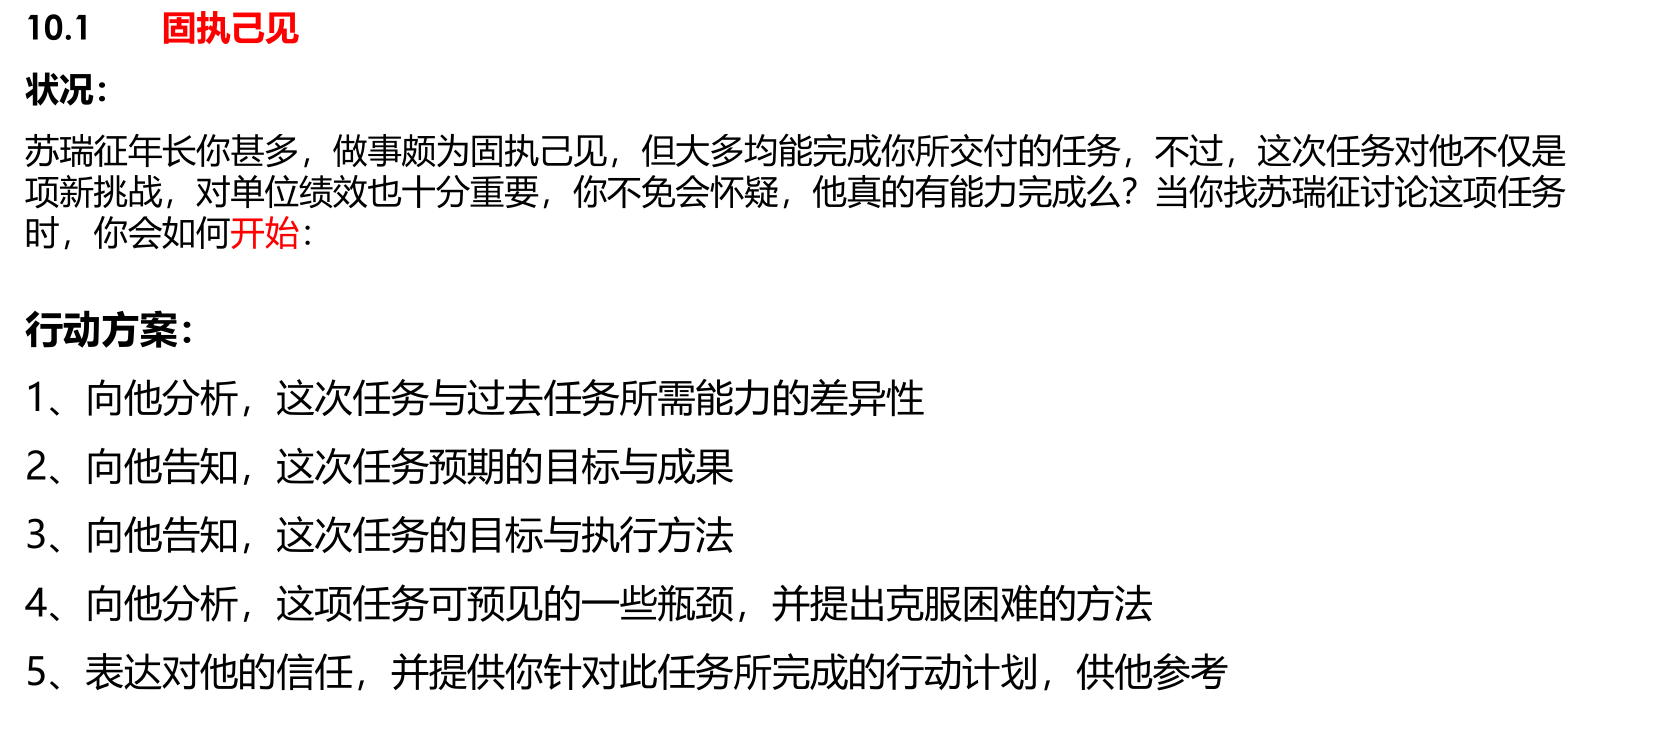 10.1 固执己见
状况：
苏瑞征年长你甚多，做事颇为固执己见，但大多均能完成你所交付的任务，不过，这次任务对他不仅是
项新挑战，对单位绩效也十分重要，你不免会怀疑，他真的有能力完成么？当你找苏瑞征讨论这项任务
时，你会如何开始：
行动方案：
1、向他分析，这次任务与过去任务所需能力的差异性
2、向他告知，这次任务预期的目标与成果
3、向他告知，这次任务的目标与执行方法
4、向他分析，这项任务可预见的一些瓶颈，并提出克服困难的方法
5、表达对他的信任，并提供你针对此任务所完成的行动计划，供他参考